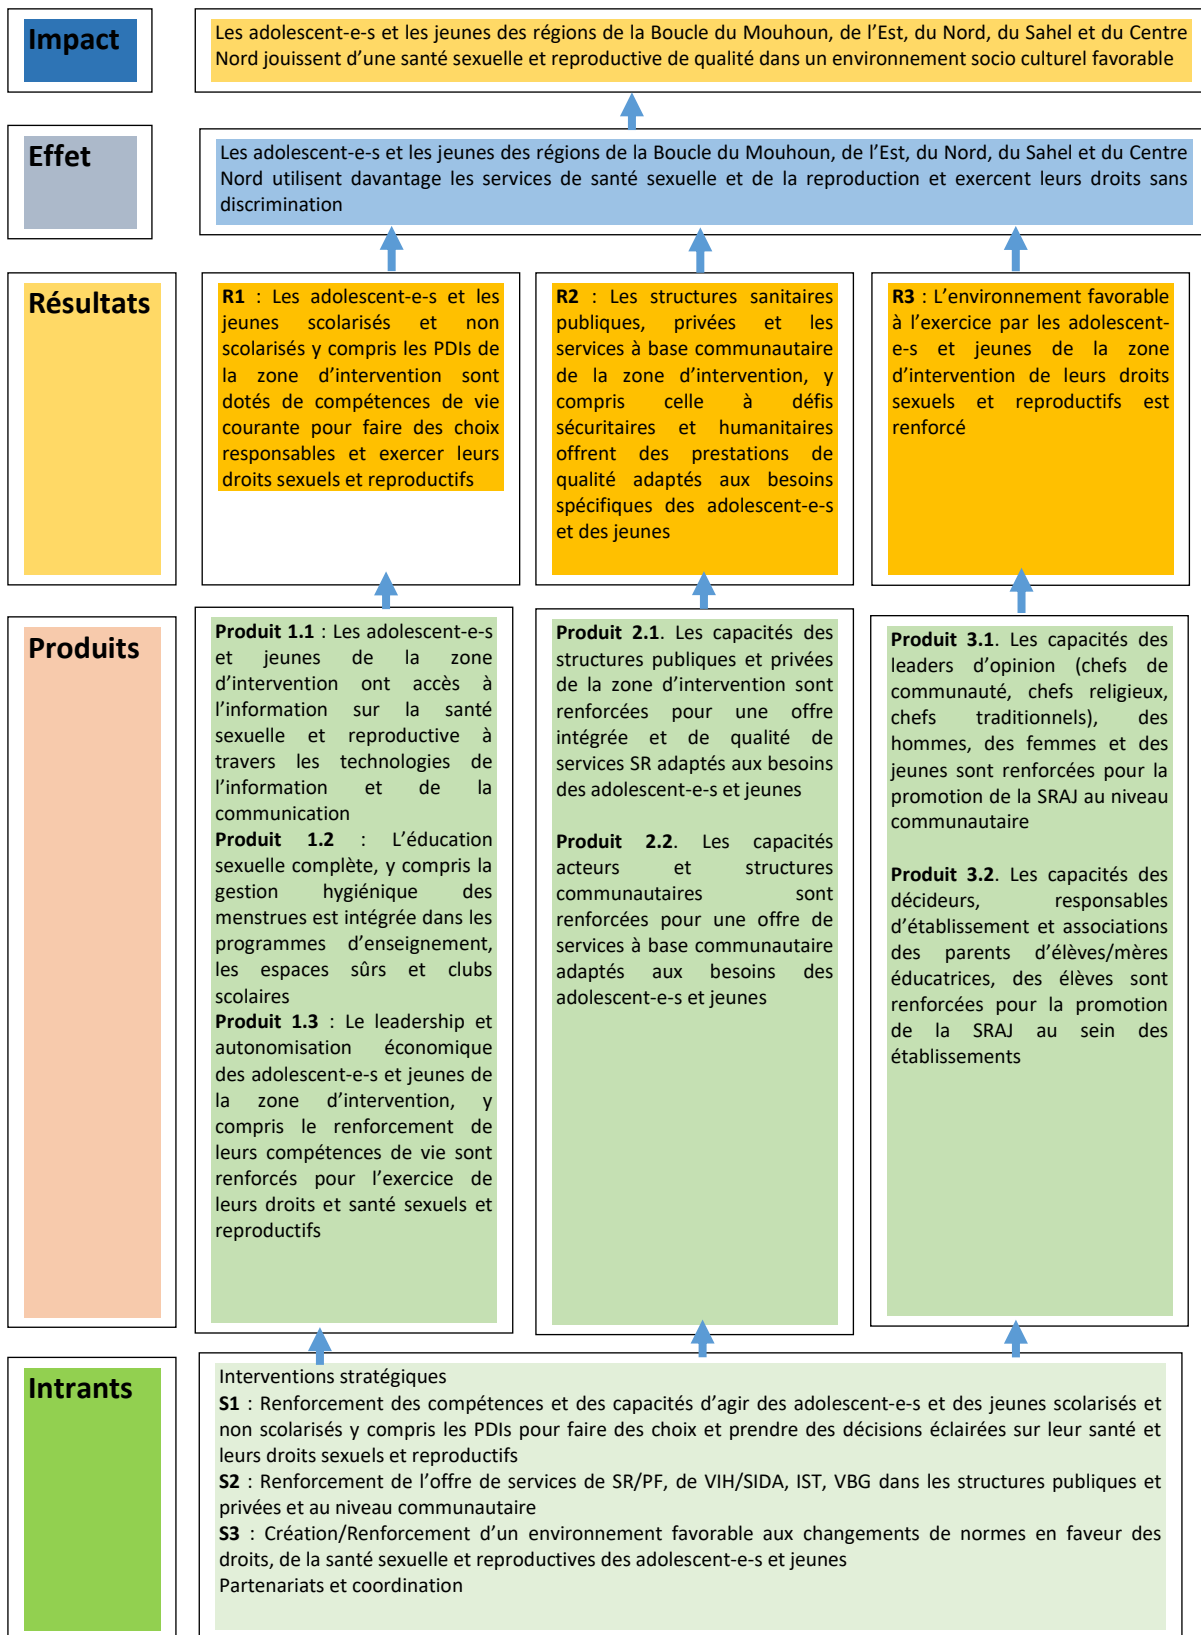 Impact
Les adolescent-e-s et les jeunes des régions de la Boucle du Mouhoun, de l’Est, du Nord, du Sahel et du Centre
Nord jouissent d’une santé sexuelle et reproductive de qualité dans un environnement socio culturel favorable
Effet
Les adolescent-e-s et les jeunes des régions de la Boucle du Mouhoun, de l’Est, du Nord, du Sahel et du Centre
Nord utilisent davantage les services de santé sexuelle et de la reproduction et exercent leurs droits sans
discrimination
Résultats
R1 : Les adolescent-e-s et les
jeunes scolarisés et non
scolarisés y compris les PDIs de
la zone d’intervention sont
dotés de compétences de vie
courante pour faire des choix
responsables et exercer leurs
droits sexuels et reproductifs
R2 : Les structures sanitaires
publiques, privées et les
services à base communautaire
de la zone d’intervention, y
compris celle à défis
sécuritaires et humanitaires
offrent des prestations de
qualité adaptés aux besoins
spécifiques des adolescent-e-s
et des jeunes
R3 : L’environnement favorable
à l’exercice par les adolescent-
e-s et jeunes de la zone
d’intervention de leurs droits
sexuels et reproductifs est
renforcé
Produits
Produit 1.1 : Les adolescent-e-s
et jeunes de la zone
d’intervention ont accès à
l’information sur la santé
sexuelle et reproductive à
travers les technologies de
l’information et de la
communication
Produit 1.2 : L’éducation
sexuelle complète, y compris la
gestion hygiénique des
menstrues est intégrée dans les
programmes d’enseignement,
les espaces sûrs et clubs
scolaires
Produit 1.3 : Le leadership et
autonomisation économique
des adolescent-e-s et jeunes de
la zone d’intervention, y
compris le renforcement de
leurs compétences de vie sont
renforcés pour l’exercice de
leurs droits et santé sexuels et
reproductifs
Produit 2.1. Les capacités des
structures publiques et privées
de la zone d’intervention sont
renforcées pour une offre
intégrée et de qualité de
services SR adaptés aux besoins
des adolescent-e-s et jeunes
Produit 2.2. Les capacités
acteurs et structures
communautaires sont
renforcées pour une offre de
services à base communautaire
adaptés aux besoins des
adolescent-e-s et jeunes
Produit 3.1. Les capacités des
leaders d’opinion (chefs de
communauté, chefs religieux,
chefs traditionnels), des
hommes, des femmes et des
jeunes sont renforcées pour la
promotion de la SRAJ au niveau
communautaire
Produit 3.2. Les capacités des
décideurs, responsables
d’établissement et associations
des parents d’élèves/mères
éducatrices, des élèves sont
renforcées pour la promotion
de la SRAJ au sein des
établissements
Intrants
Interventions stratégiques
S1 : Renforcement des compétences et des capacités d’agir des adolescent-e-s et des jeunes scolarisés et
non scolarisés y compris les PDIs pour faire des choix et prendre des décisions éclairées sur leur santé et
leurs droits sexuels et reproductifs
S2 : Renforcement de l’offre de services de SR/PF, de VIH/SIDA, IST, VBG dans les structures publiques et
privées et au niveau communautaire
S3 : Création/Renforcement d’un environnement favorable aux changements de normes en faveur des
droits, de la santé sexuelle et reproductives des adolescent-e-s et jeunes
Partenariats et coordination